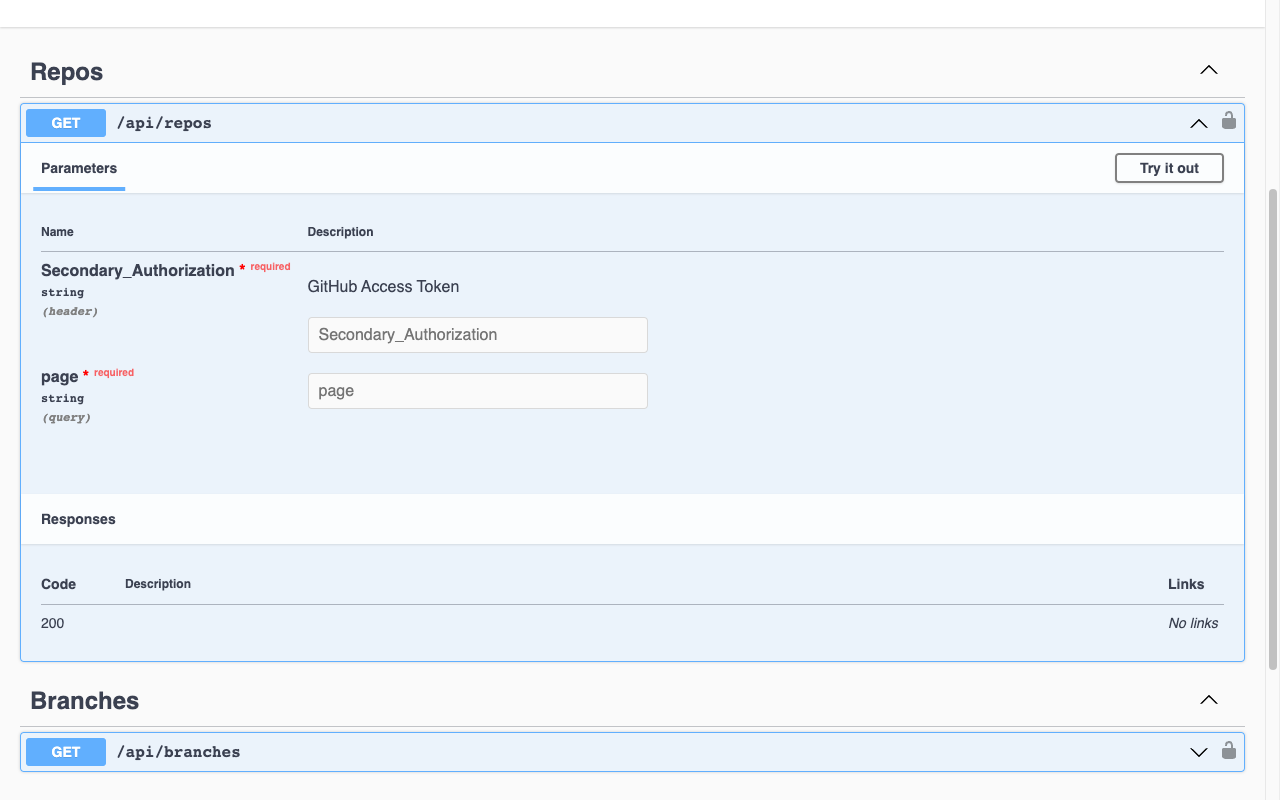 Repos
GET /api/repos
Parameters
Try it out
Name Description
Secondary_Authorization * required
string
(header)
GitHub Access Token
Secondary_Authorization
page * required
string
(query)
page
Responses
Code Description Links
200 No links
Branches
GET /api/branches